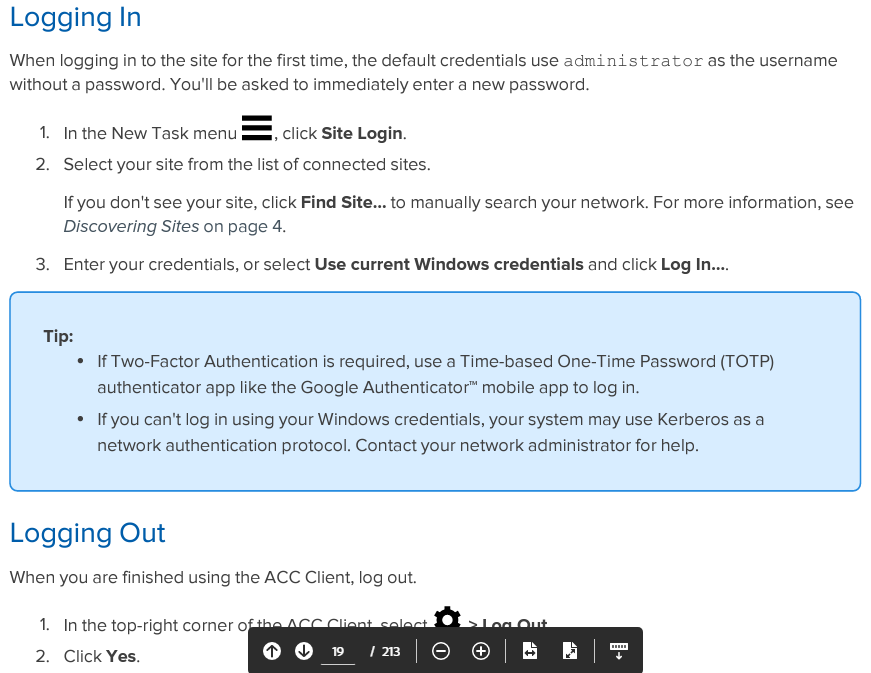 Logging In
When logging in to the site for the first time, the default credentials use administrator as the username
without a password. You'll be asked to immediately enter a new password.
1. In the New Task menu , click Site Login.
2. Select your site from the list of connected sites.
If you don't see your site, click Find Site... to manually search your network. For more information, see
Discovering Sites on page 4.
3. Enter your credentials, or select Use current Windows credentials and click Log In....
Tip:
• If Two-Factor Authentication is required, use a Time-based One-Time Password (TOTP)
authenticator app like the Google Authenticator™ mobile app to log in.
• If you can't log in using your Windows credentials, your system may use Kerberos as a
network authentication protocol. Contact your network administrator for help.
Logging Out
When you are finished using the ACC Client, log out.
1. In the top-right corner of the ACC Client, select > Log Out
2. Click Yes.
19 / 213